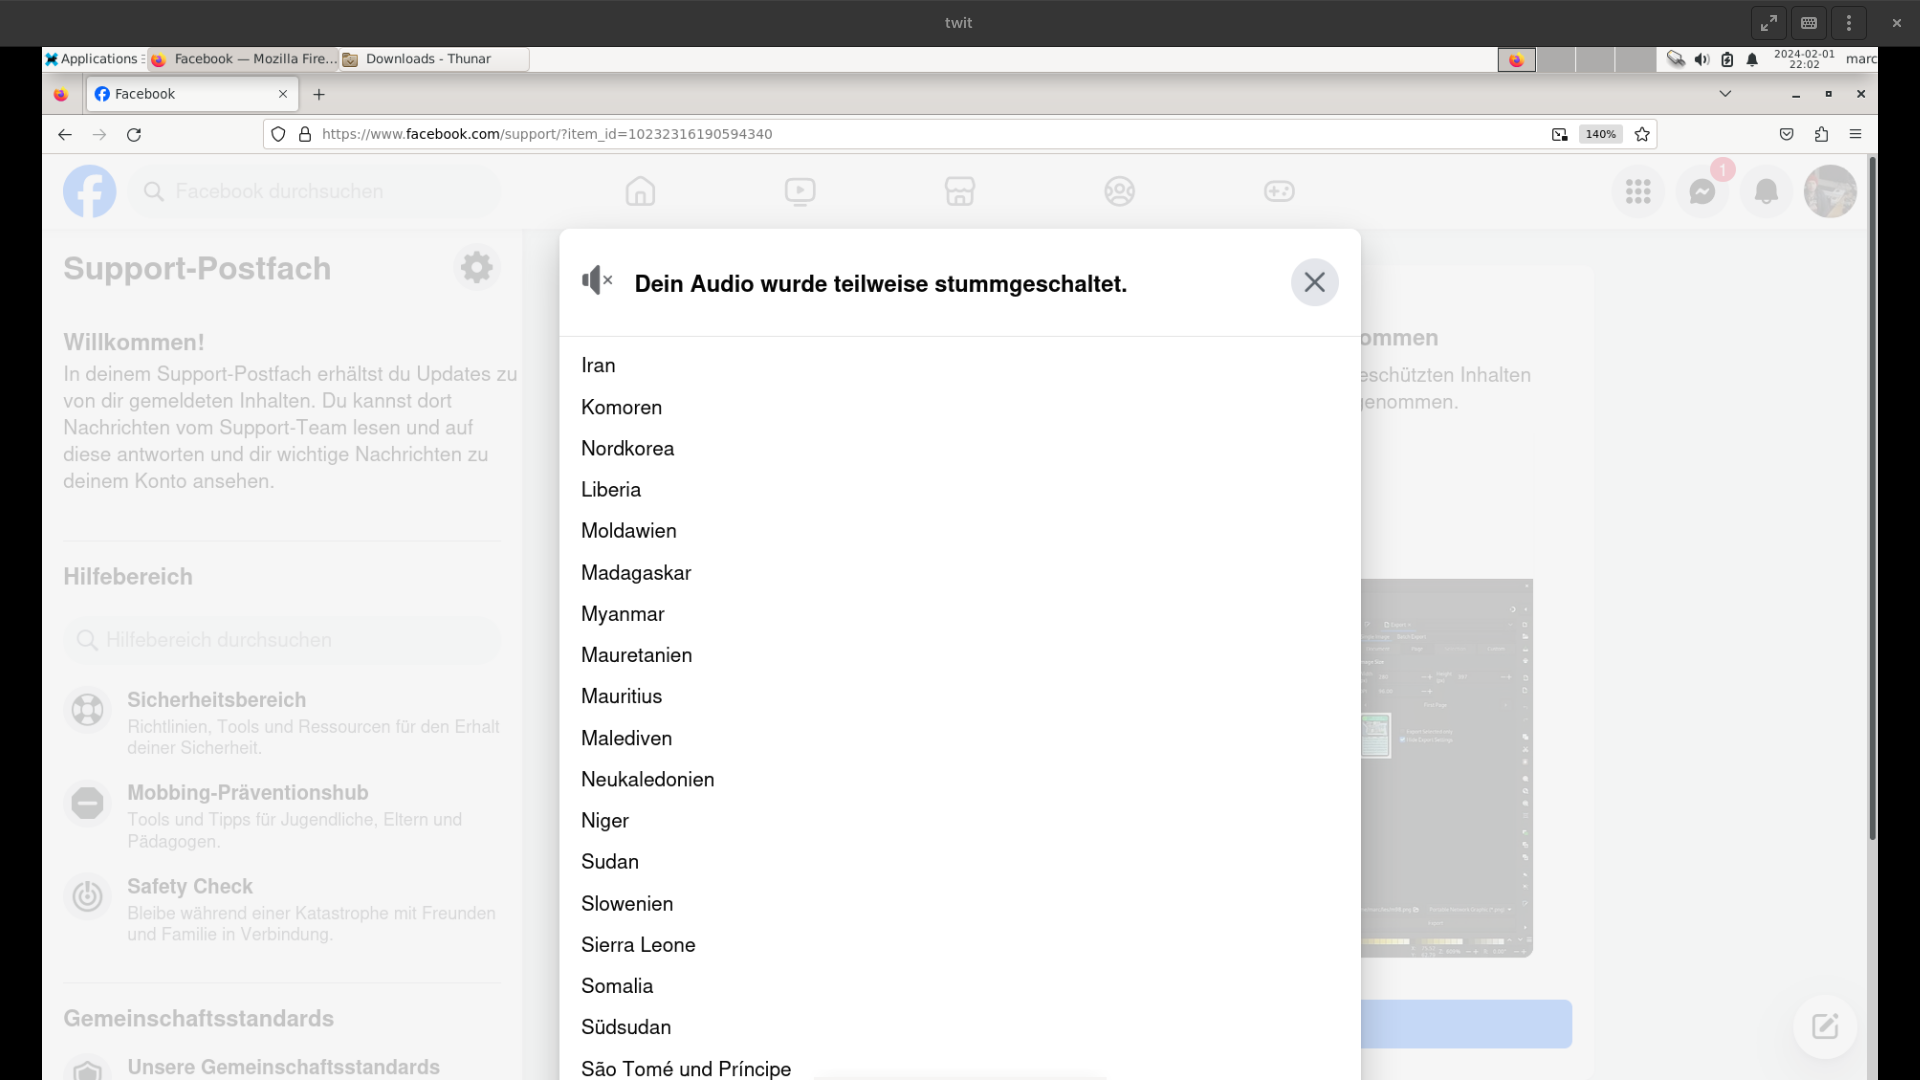 twit
Applications
Facebook — Mozilla Fire...
Downloads - Thunar
2024-02-01
22:02
marc
Facebook
https://www.facebook.com/support/?item_id=10232316190594340
140%
Facebook durchsuchen
1
Support-Postfach
Willkommen!
In deinem Support-Postfach erhältst du Updates zu
von dir gemeldeten Inhalten. Du kannst dort
Nachrichten vom Support-Team lesen und auf
diese antworten und dir wichtige Nachrichten zu
deinem Konto ansehen.
Hilfebereich
Hilfebereich durchsuchen
Sicherheitsbereich
Richtlinien, Tools und Ressourcen für den Erhalt
deiner Sicherheit.
Mobbing-Präventionshub
Tools und Tipps für Jugendliche, Eltern und
Pädagogen.
Safety Check
Bleibe während einer Katastrophe mit Freunden
und Familie in Verbindung.
Gemeinschaftsstandards
Unsere Gemeinschaftsstandards
Dein Audio wurde teilweise stummgeschaltet.
Iran
Komoren
Nordkorea
Liberia
Moldawien
Madagaskar
Myanmar
Mauretanien
Mauritius
Malediven
Neukaledonien
Niger
Sudan
Slowenien
Sierra Leone
Somalia
Südsudan
São Tomé und Príncipe
ommen
eschützten Inhalten
genommen.